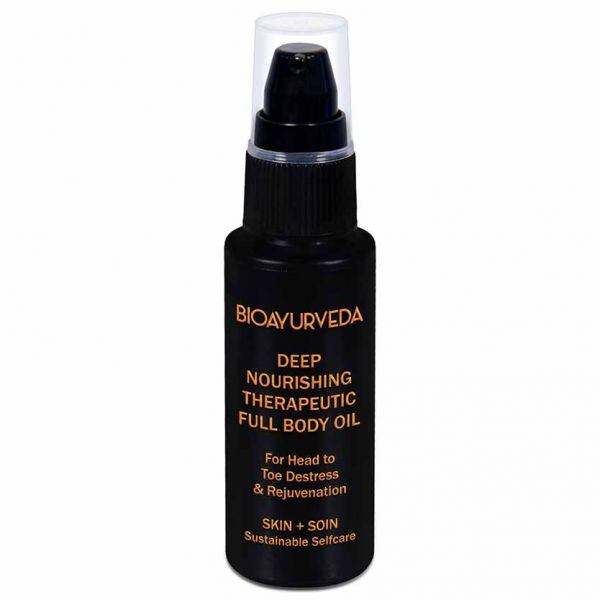 BIOAYURVEDA
DEEP
NOURISHING
THERAPEUTIC
FULL BODY OIL
For Head to
Toe Destress
& Rejuvenation
SKIN + SOIN
Sustainable Selfcare